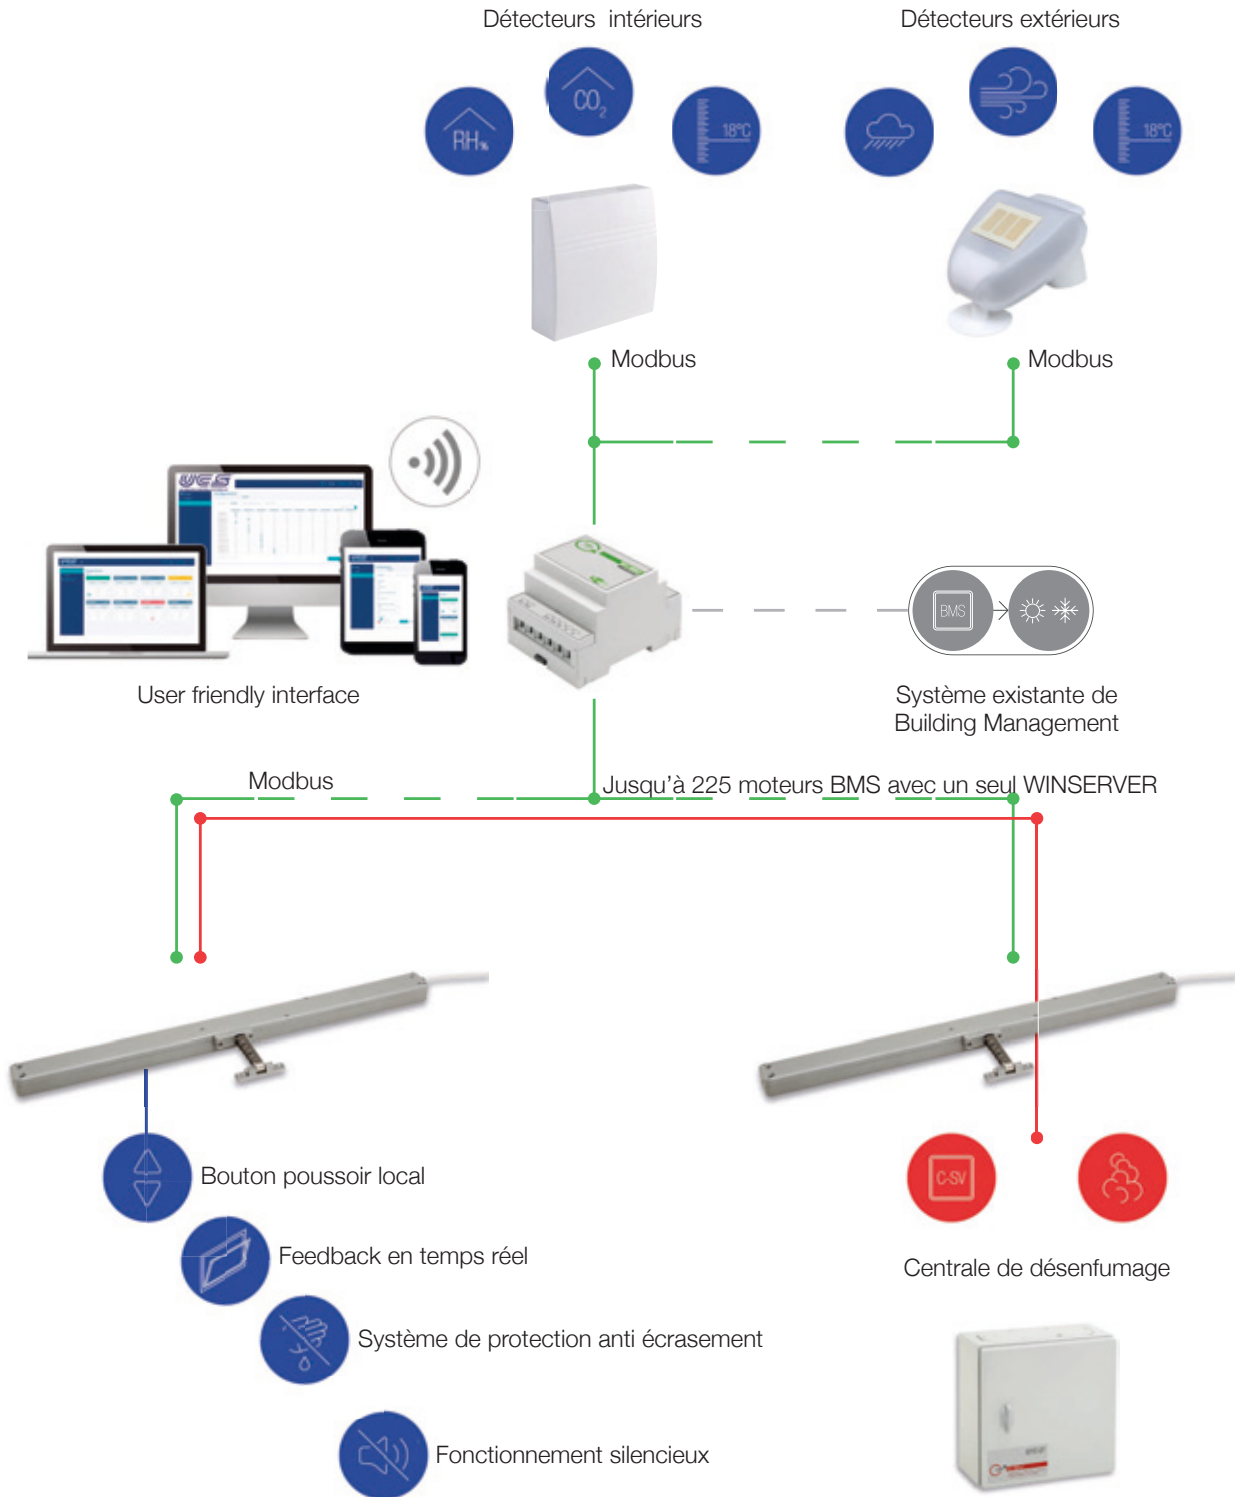 Détecteurs intérieurs
Détecteurs extérieurs
RH%
CO2
18°C
18°C
Modbus
Modbus
UCS
BMS
User friendly interface
Système existante de
Building Management
Modbus
Jusqu'à 225 moteurs BMS avec un seul WINSERVER
Bouton poussoir local
C-SV
Feedback en temps réel
Centrale de désenfumage
Système de protection anti écrasement
Fonctionnement silencieux